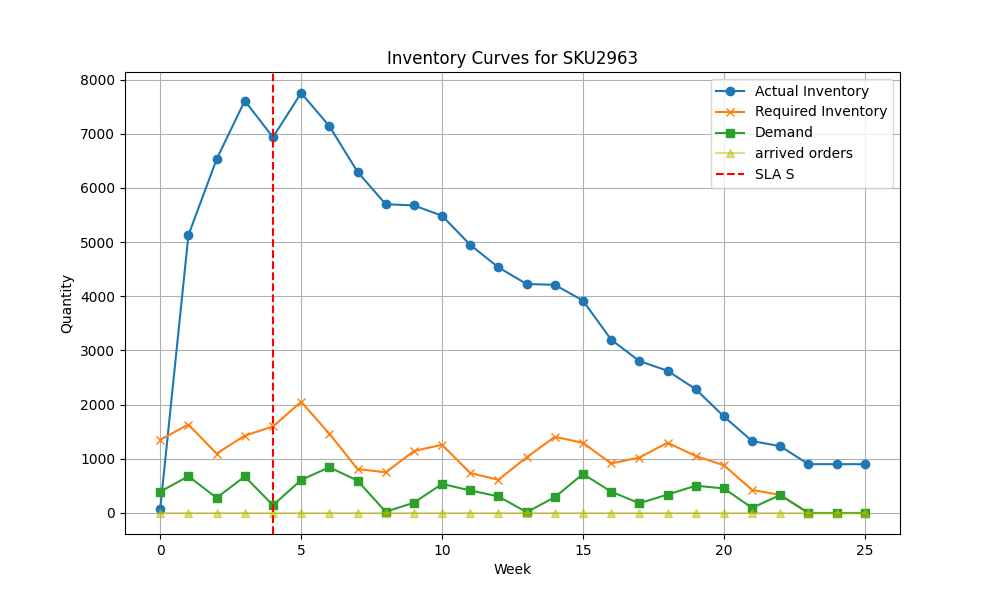 Inventory Curves for SKU2963
8000
7000
6000
5000
4000
3000
2000
1000
0
Quantity
Actual Inventory
Required Inventory
Demand
arrived orders
SLA S
0 5 10 15 20 25
Week